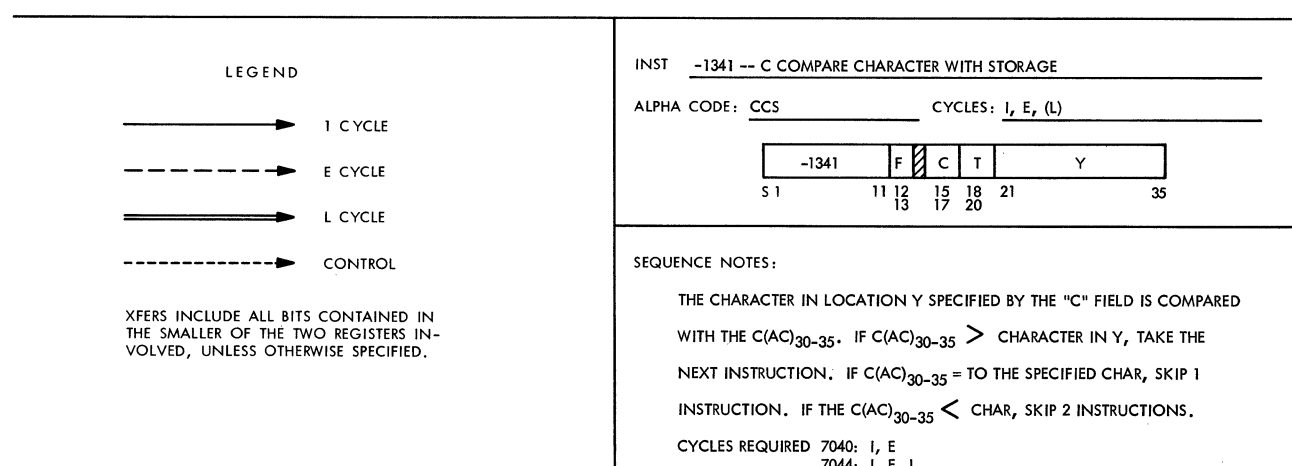 LEGEND
1 CYCLE
E CYCLE
L CYCLE
CONTROL
XFERS INCLUDE ALL BITS CONTAINED IN
THE SMALLER OF THE TWO REGISTERS IN-
VOLVED, UNLESS OTHERWISE SPECIFIED.
INST -1341 -- C COMPARE CHARACTER WITH STORAGE
ALPHA CODE: CCS CYCLES: I, E, (L)
-1341 F C T Y
S 1 11 12 15 18 21 35
13 17 20
SEQUENCE NOTES:
THE CHARACTER IN LOCATION Y SPECIFIED BY THE "C" FIELD IS COMPARED
WITH THE C(AC)30-35. IF C(AC)30-35 > CHARACTER IN Y, TAKE THE
NEXT INSTRUCTION. IF C(AC)30-35 = TO THE SPECIFIED CHAR, SKIP 1
INSTRUCTION. IF THE C(AC)30-35 < CHAR, SKIP 2 INSTRUCTIONS.
CYCLES REQUIRED 7040: I, E
7044: I, E, L